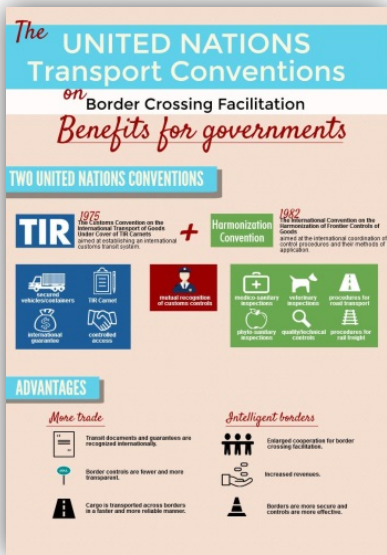 The
UNITED NATIONS
Transport Conventions
on Border Crossing Facilitation
Benefits for governments
TWO UNITED NATIONS CONVENTIONS
TIR
1975
The Customs Convention on the
International Transport of Goods
Under Cover of TIR Carnets
aimed at establishing an international
customs transit system.
+
Harmonization
Convention
1982
The International Convention on the
Harmonization of Frontier Controls of
Goods
aimed at the international coordination of
control procedures and their methods of
application.
secured
vehicles/containers
TIR Carnet
international
guarantee
controlled
access
mutual recognition
of customs controls
medico-sanitary
inspections
veterinary
inspections
procedures for
road transport
phyto-sanitary
inspections
quality/technical
controls
procedures for
rail freight
ADVANTAGES
More trade
Transit documents and guarantees are
recognized internationally.
Border controls are fewer and more
transparent.
Cargo is transported across borders
in a faster and more reliable manner.
Intelligent borders
Enlarged cooperation for border
crossing facilitation.
Increased revenues.
Borders are more secure and
controls are more effective.